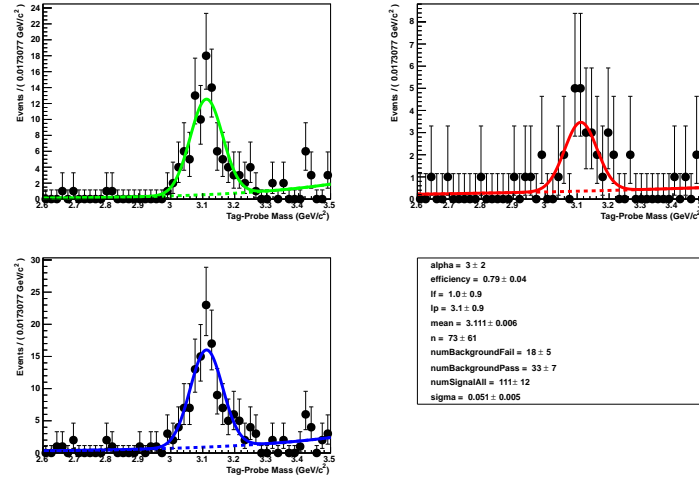 Events / ( 0.0173077 GeV/c² )
24
22
20
18
16
14
12
10
8
6
4
2
0
2.6 2.7 2.8 2.9 3 3.1 3.2 3.3 3.4 3.5
Tag-Probe Mass (GeV/c²)
Events / ( 0.0173077 GeV/c² )
8
7
6
5
4
3
2
1
0
2.6 2.7 2.8 2.9 3 3.1 3.2 3.3 3.4
Tag-Probe Mass (GeV/c²)
Events / ( 0.0173077 GeV/c² )
30
25
20
15
10
5
0
2.6 2.7 2.8 2.9 3 3.1 3.2 3.3 3.4 3.5
Tag-Probe Mass (GeV/c²)
alpha = 3 ± 2
efficiency = 0.79 ± 0.04
lf = 1.0 ± 0.9
lp = 3.1 ± 0.9
mean = 3.111 ± 0.006
n = 73 ± 61
numBackgroundFail = 18 ± 5
numBackgroundPass = 33 ± 7
numSignalAll = 111 ± 12
sigma = 0.051 ± 0.005